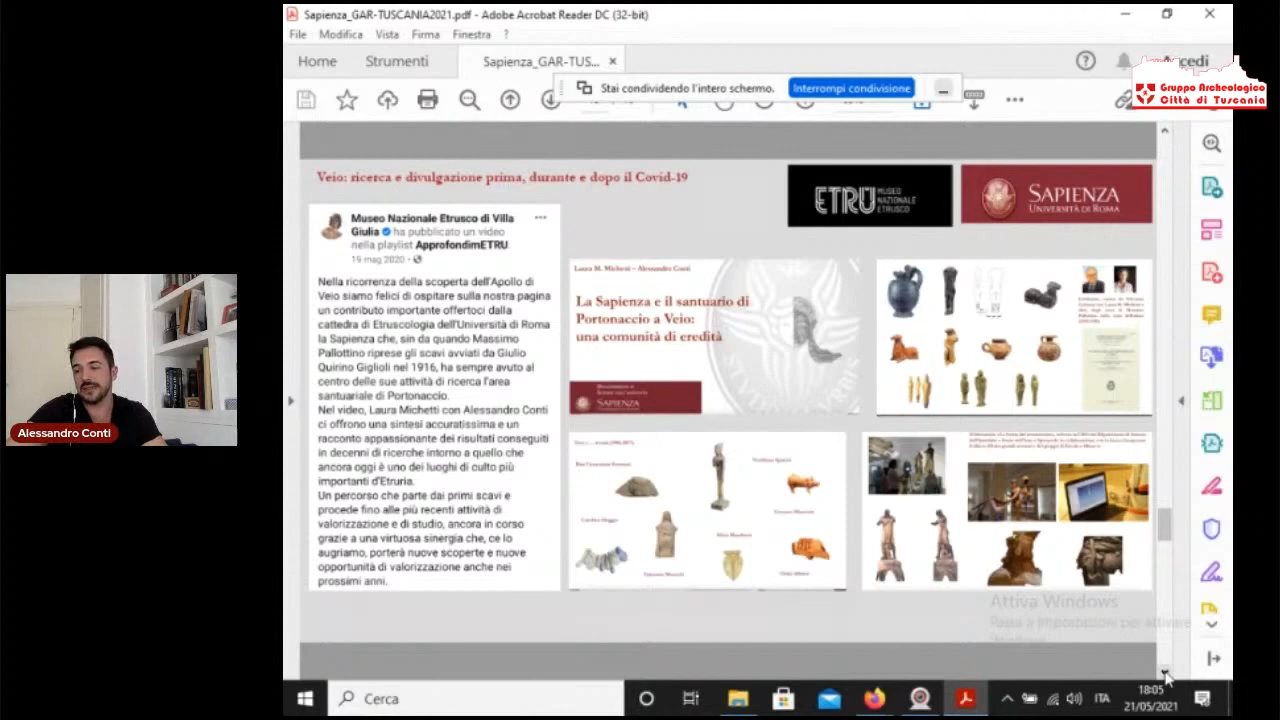 Sapienza_GAR-TUSCANIA2021.pdf - Adobe Acrobat Reader DC (32-bit)
File Modifica Vista Firma Finestra ?
Home Strumenti Sapienza_GAR-TUS...
Stai condividendo l'intero schermo. Interrompi condivisione
Gruppo Archeologico
Città di Tuscania
Veio: ricerca e divulgazione prima, durante e dopo il Covid-19
ETRU MUSEO
NAZIONALE
ETRUSCO
SAPIENZA
UNIVERSITÀ DI ROMA
Museo Nazionale Etrusco di Villa
Giulia ha pubblicato un video
nella playlist ApprofondimETRU
19 mag 2020
Nella ricorrenza della scoperta dell'Apollo di
Veio siamo felici di ospitare sulla nostra pagina
un contributo importante offertoci dalla
cattedra di Etruscologia dell'Università di Roma
la Sapienza che, sin da quando Massimo
Pallottino riprese gli scavi avviati da Giulio
Quirino Giglioli nel 1916, ha sempre avuto al
centro delle sue attività di ricerca l'area
santuariale di Portonaccio.
Nel video, Laura Michetti con Alessandro Conti
ci offrono una sintesi accuratissima e un
racconto appassionante dei risultati conseguiti
in decenni di ricerche intorno a quello che
ancora oggi è uno dei luoghi di culto più
importanti d'Etruria.
Un percorso che parte dai primi scavi e
procede fino alle più recenti attività di
valorizzazione e di studio, ancora in corso
grazie a una virtuosa sinergia che, ce lo
auguriamo, porterà nuove scoperte e nuove
opportunità di valorizzazione anche nei
prossimi anni.
Laura M. Michetti – Alessandro Conti
La Sapienza e il santuario di
Portonaccio a Veio:
una comunità di eredità
SAPIENZA
Alessandro Conti
Attiva Windows
Cerca
ITA
18:05
21/05/2021